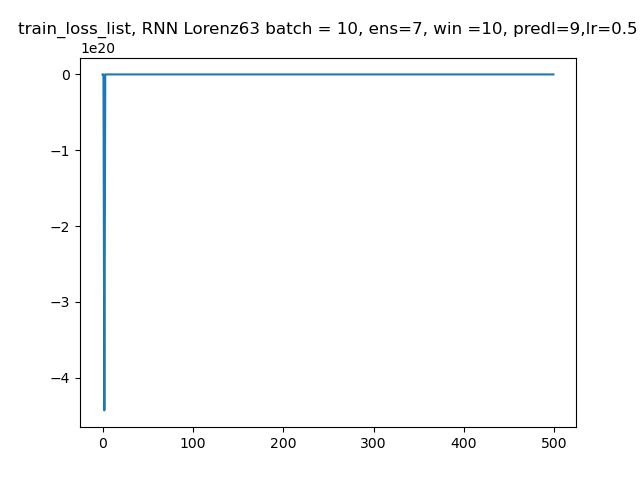 train_loss_list, RNN Lorenz63 batch = 10, ens=7, win =10, predl=9,lr=0.5
1e20
0
−1
−2
−3
−4
0 100 200 300 400 500